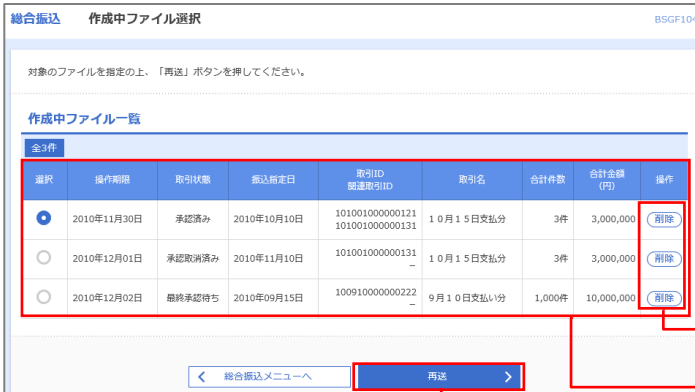 総合振込 作成中ファイル選択 BSGF104
対象のファイルを指定の上、「再送」ボタンを押してください。
作成中ファイル一覧
全3件
選択 操作期限 取引状態 振込指定日 取引ID 取引名 合計件数 合計金額 操作
関連取引ID (円)
2010年11月30日 承認済み 2010年10月10日 101001000000121 10月15日支払分 3件 3,000,000 削除
101001000000131
2010年12月01日 承認取消済み 2010年11月10日 101001000000131 10月15日支払分 3件 3,000,000 削除
–
2010年12月02日 最終承認待ち 2010年09月15日 100910000000222 9月10日支払い分 1,000件 10,000,000 削除
–
総合振込メニューへ 再送